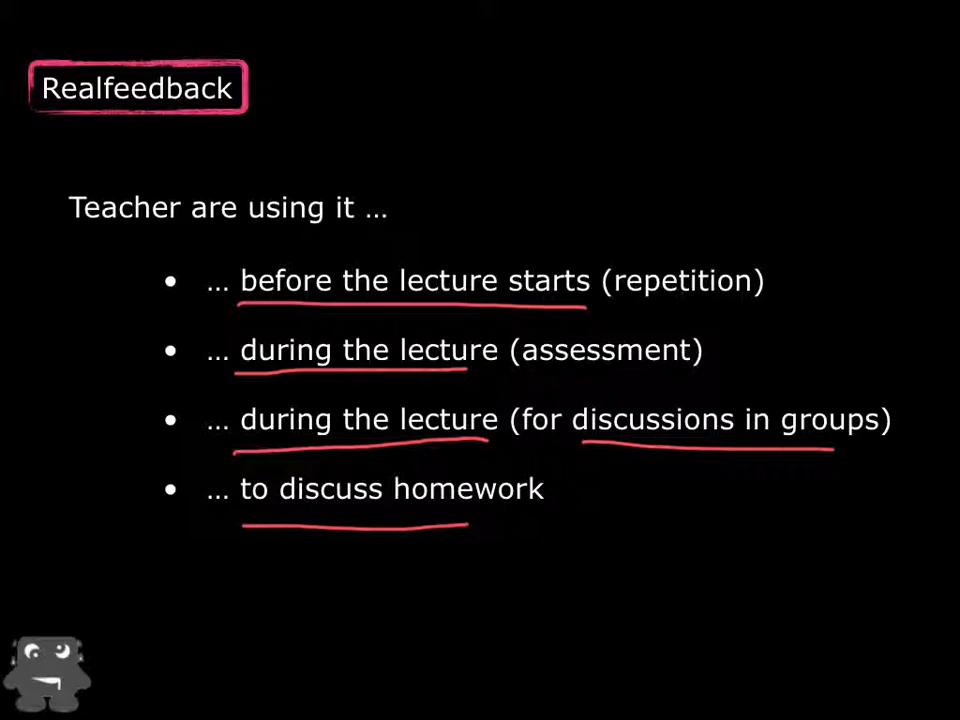 Realfeedback
Teacher are using it …
• … before the lecture starts (repetition)
• … during the lecture (assessment)
• … during the lecture (for discussions in groups)
• … to discuss homework